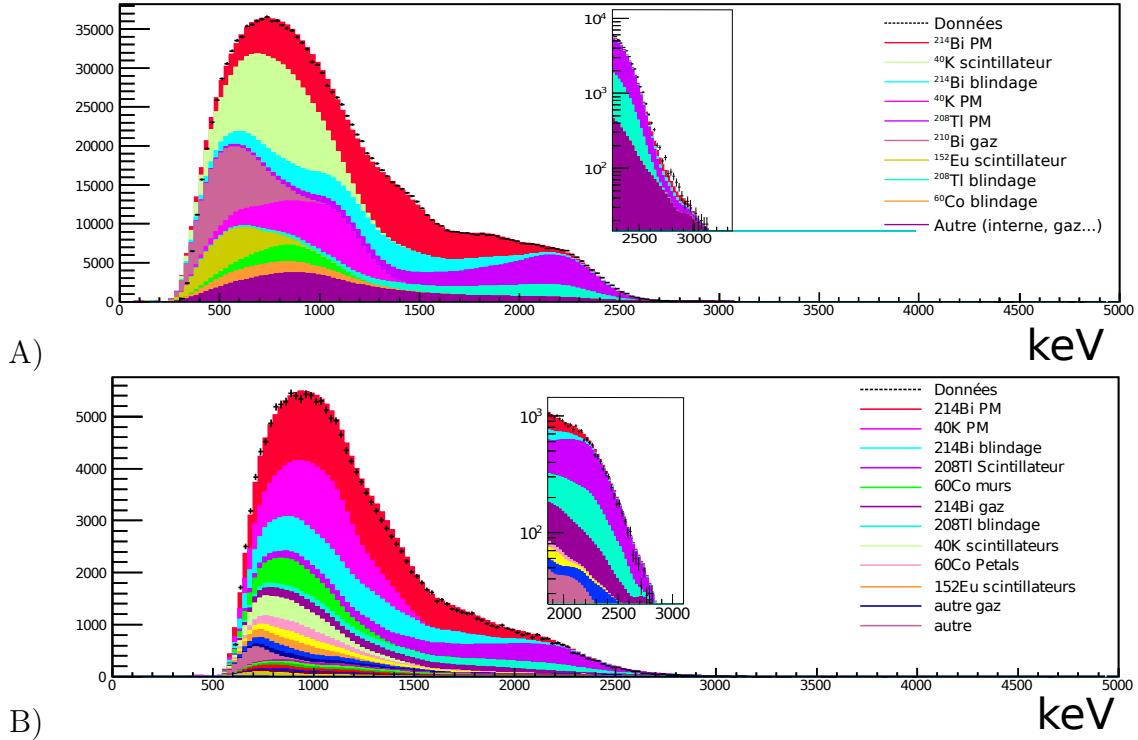 35000
30000
25000
20000
15000
10000
5000
0
0 500 1000 1500 2000 2500 3000 3500 4000 4500 5000
10⁴
10³
10²
2500 3000
Données
²¹⁴Bi PM
⁴⁰K scintillateur
²¹⁴Bi blindage
⁴⁰K PM
²⁰⁸Tl PM
²¹⁰Bi gaz
¹⁵²Eu scintillateur
²⁰⁸Tl blindage
⁶⁰Co blindage
Autre (interne, gaz...)
keV
A)
5000
4000
3000
2000
1000
0
0 500 1000 1500 2000 2500 3000 3500 4000 4500 5000
10³
10²
2000 2200 2500 2700 3000
Données
214Bi PM
40K PM
214Bi blindage
208Tl Scintillateur
60Co murs
214Bi gaz
208Tl blindage
40K scintillateurs
60Co Petals
152Eu scintillateurs
autre gaz
autre
keV
B)